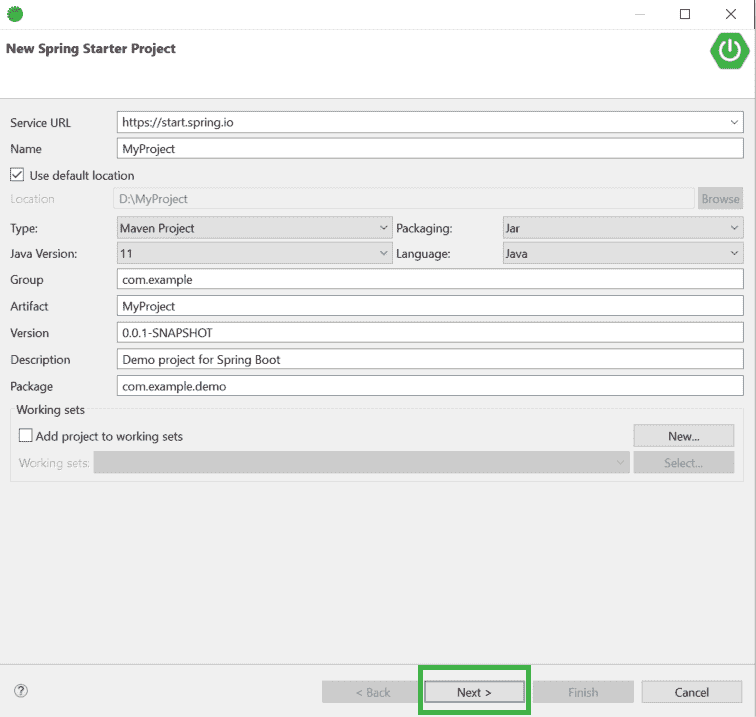 New Spring Starter Project
Service URL https://start.spring.io
Name MyProject
Use default location
Location D:\MyProject Browse
Type: Maven Project Packaging: Jar
Java Version: 11 Language: Java
Group com.example
Artifact MyProject
Version 0.0.1-SNAPSHOT
Description Demo project for Spring Boot
Package com.example.demo
Working sets
Add project to working sets New...
Working sets: Select...
? < Back Next > Finish Cancel